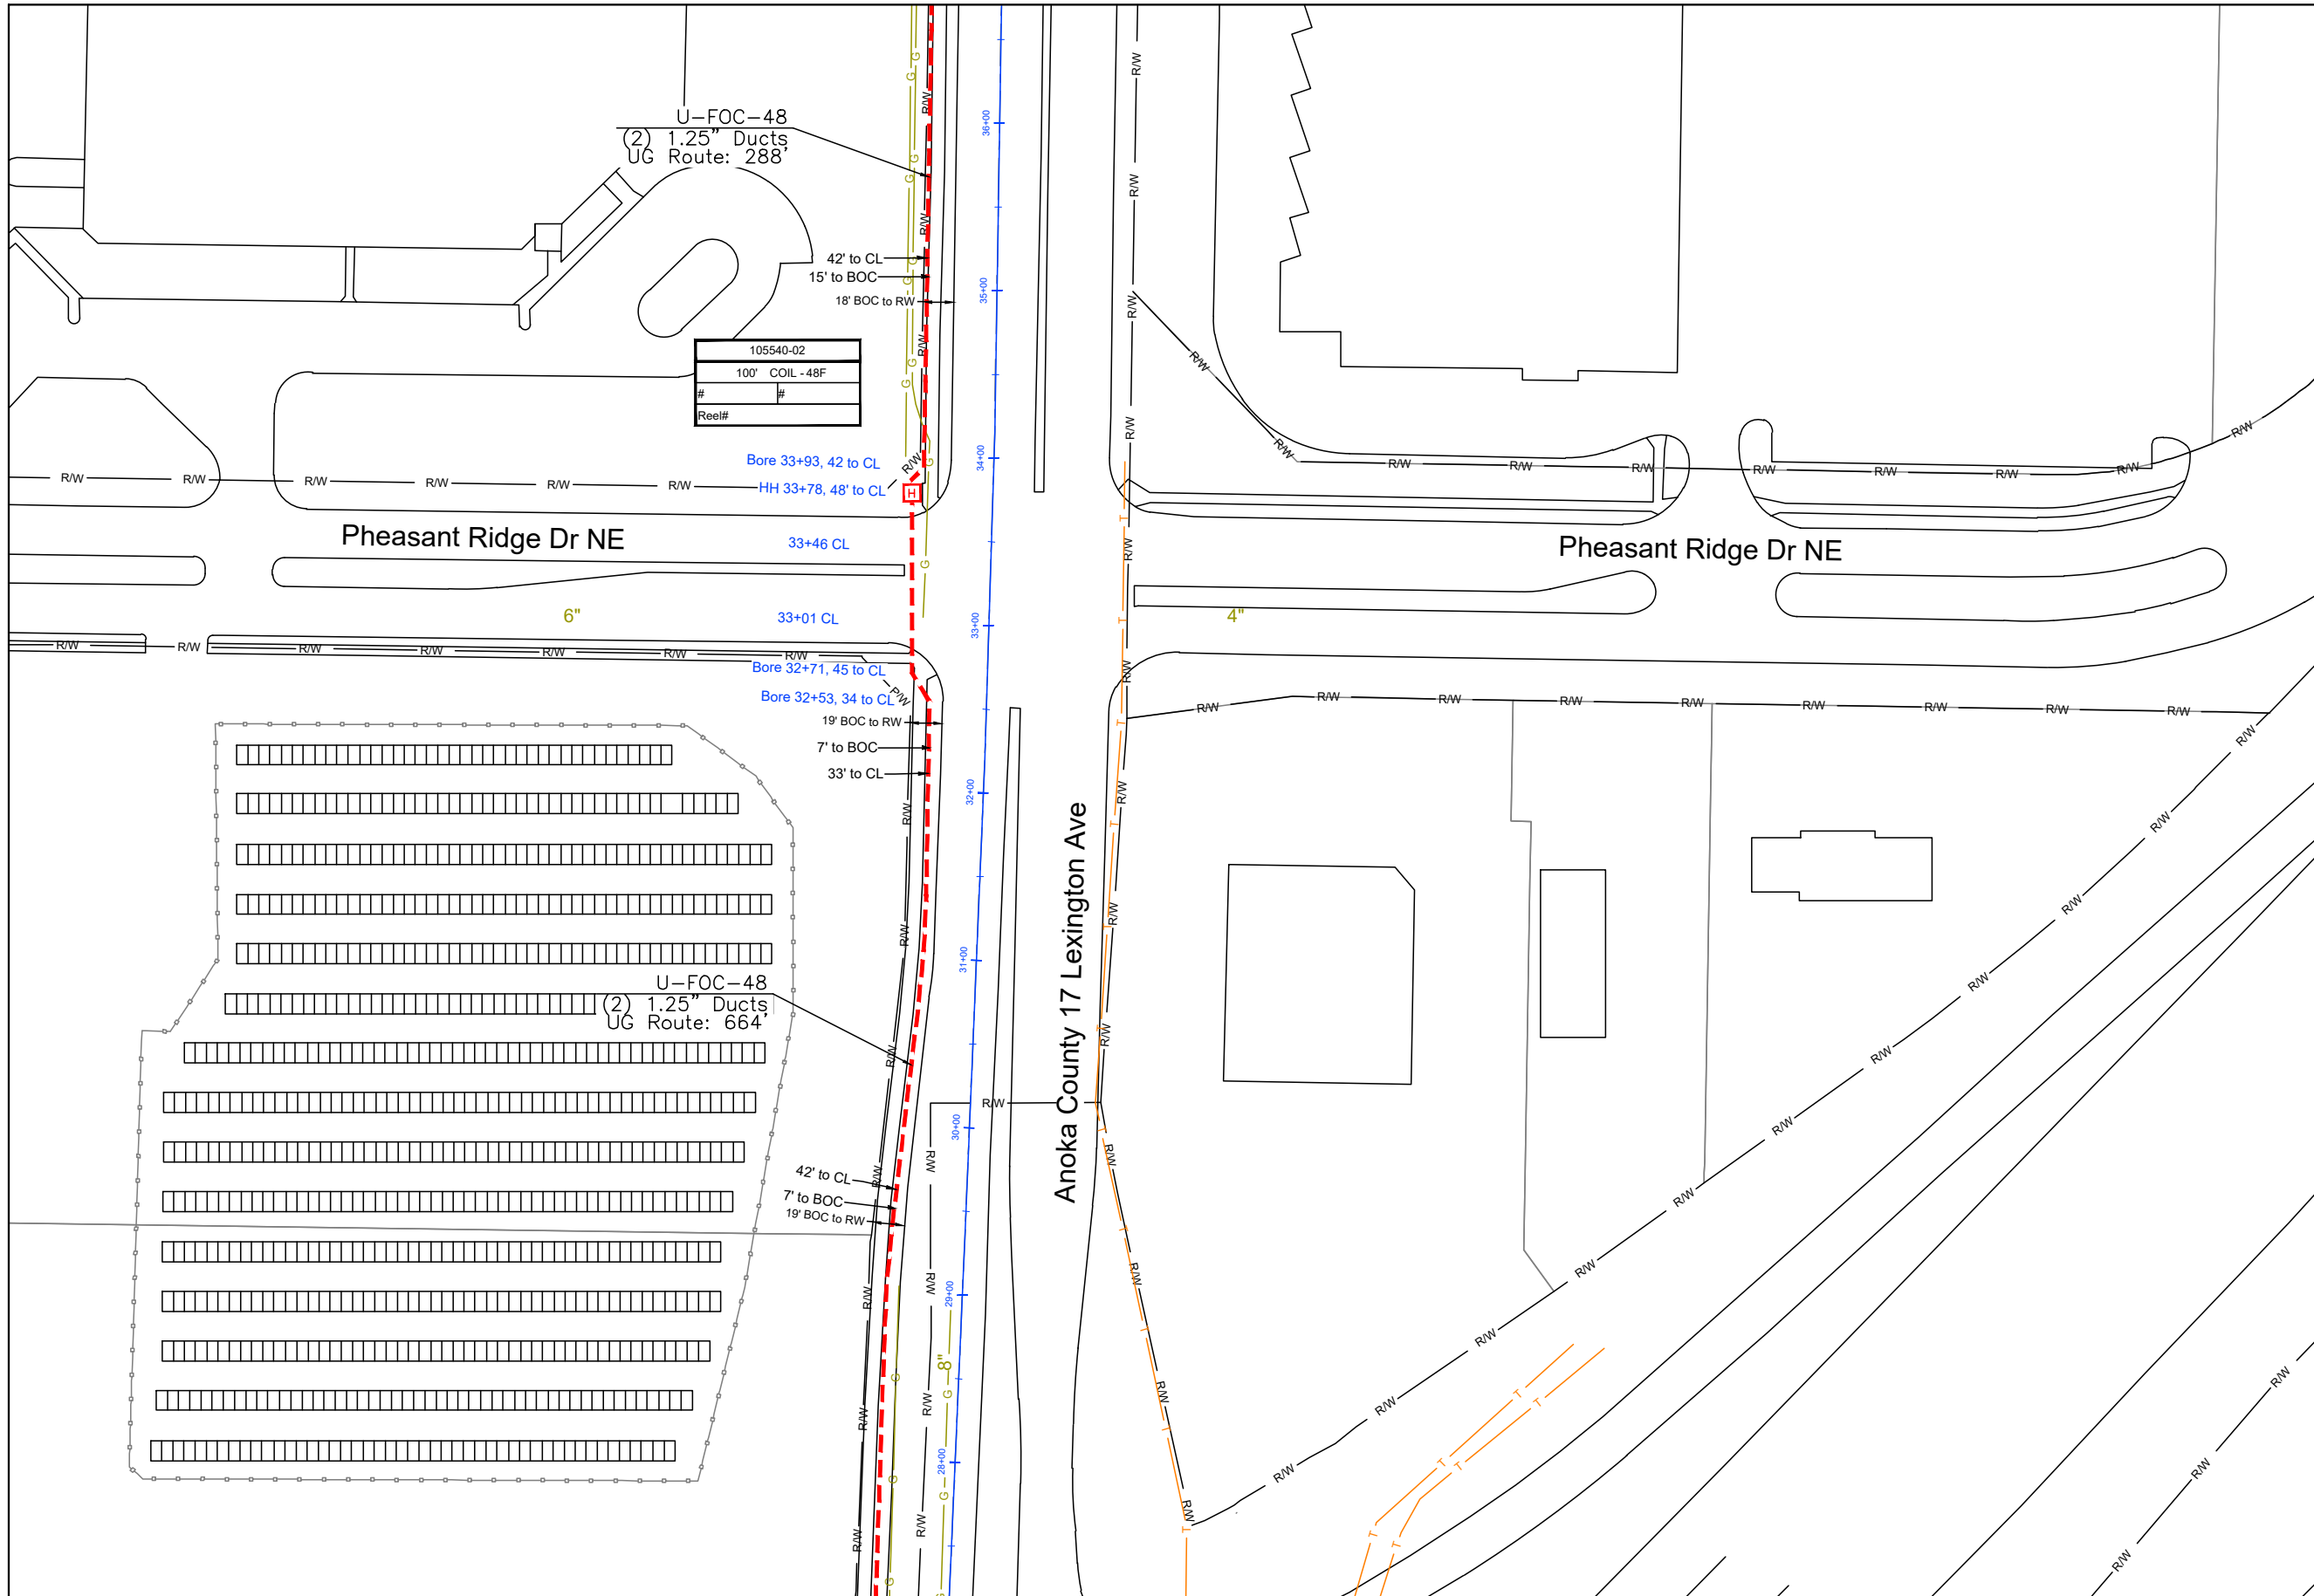 U-FOC-48
(2) 1.25" Ducts
UG Route: 288'
42' to CL
15' to BOC
18' BOC to RW
105540-02
100' COIL - 48F
# #
Reel#
Bore 33+93, 42 to CL
HH 33+78, 48' to CL
H
33+46 CL
33+01 CL
Pheasant Ridge Dr NE
Pheasant Ridge Dr NE
6"
4"
Bore 32+71, 45 to CL
Bore 32+53, 34 to CL
19' BOC to RW
7' to BOC
33' to CL
U-FOC-48
(2) 1.25" Ducts
UG Route: 664'
42' to CL
7' to BOC
19' BOC to RW
8"
Anoka County 17 Lexington Ave
36+00
35+00
34+00
33+00
32+00
31+00
30+00
29+00
28+00
R/W
R/W
R/W
R/W
R/W
R/W
R/W
R/W
R/W
R/W
R/W
R/W
G
G
G
G
T
T
T
T